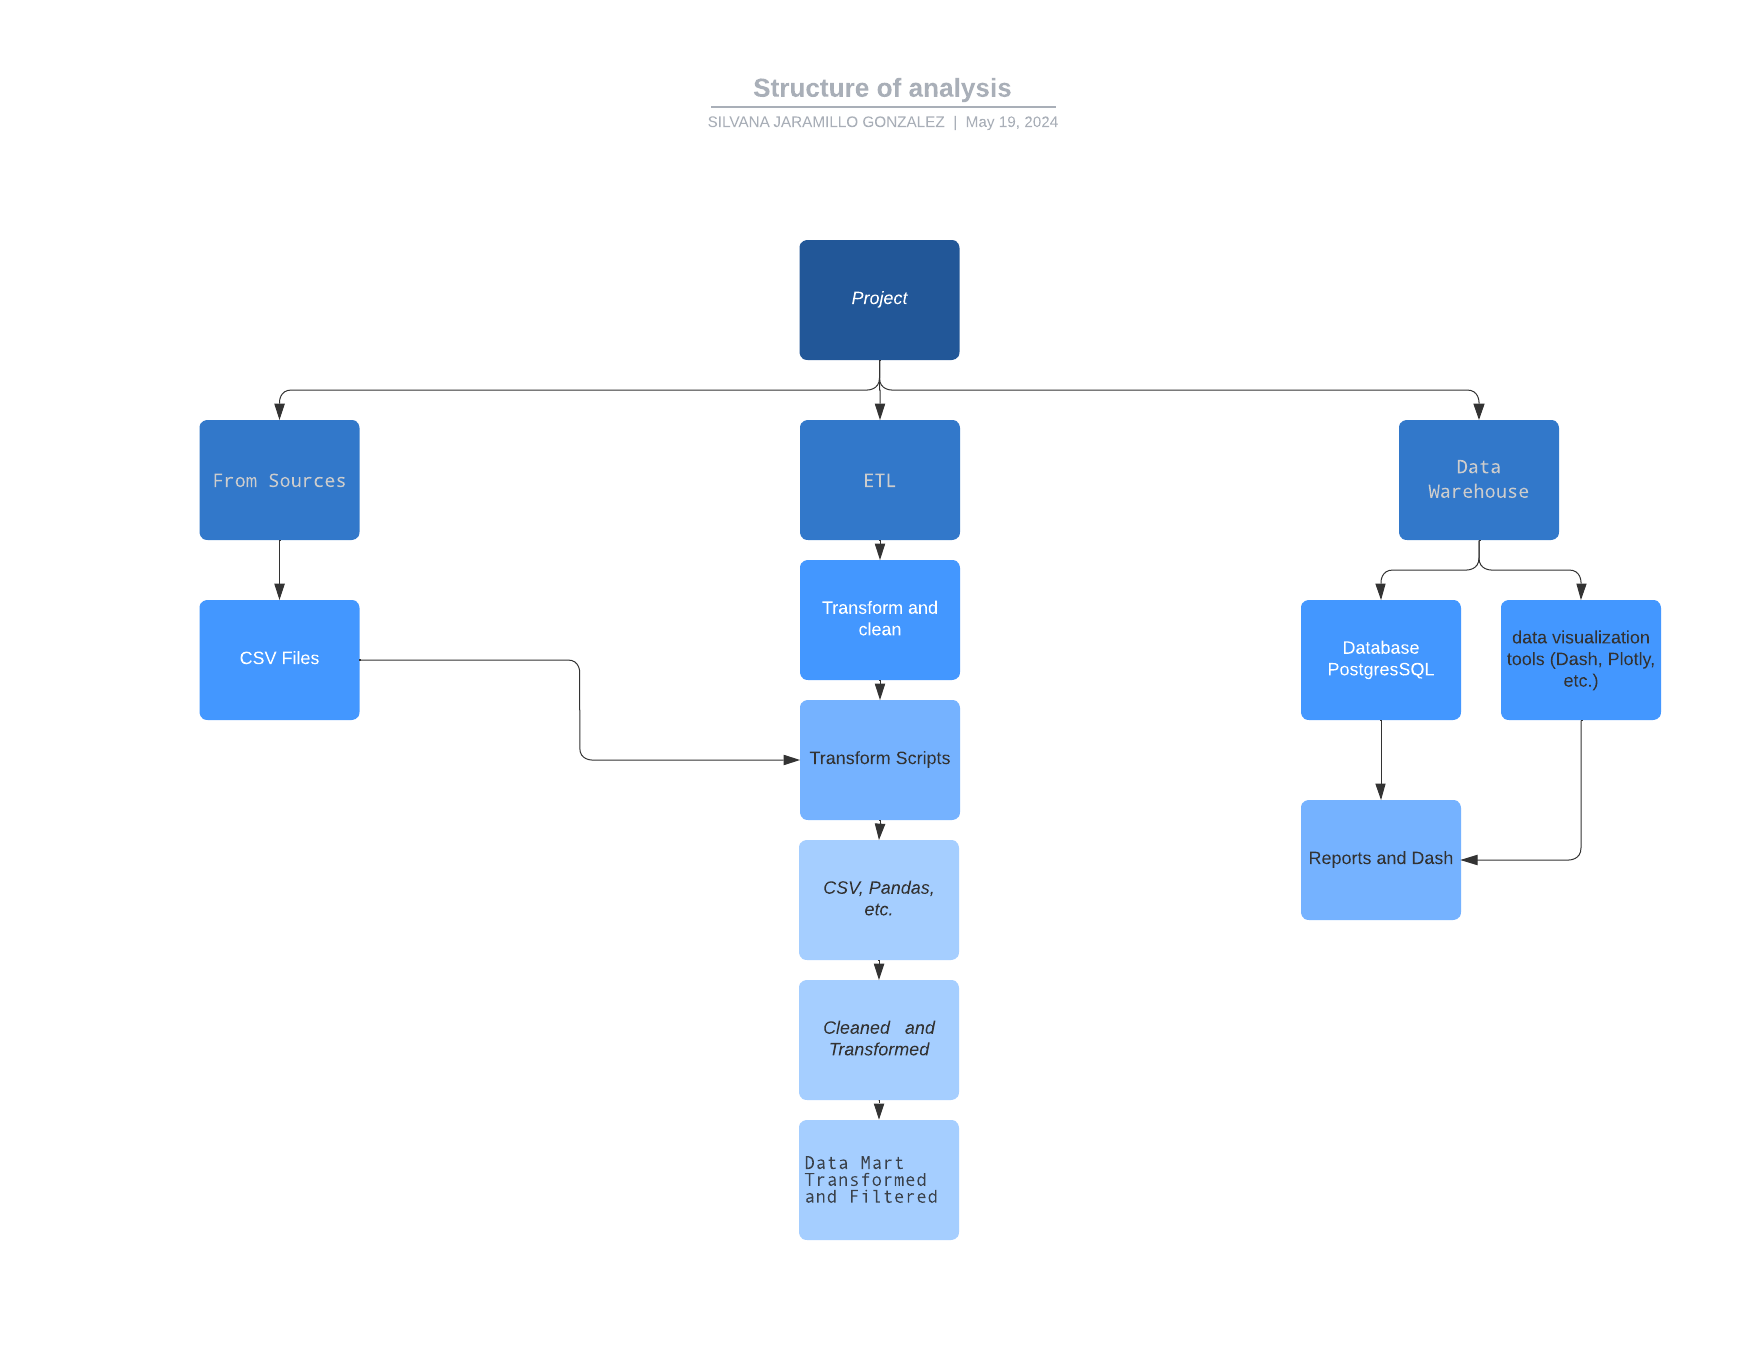 Structure of analysis
SILVANA JARAMILLO GONZALEZ | May 19, 2024
Project
From Sources
ETL
Data
Warehouse
CSV Files
Transform and
clean
Database
PostgresSQL
data visualization
tools (Dash, Plotly,
etc.)
Transform Scripts
Reports and Dash
CSV, Pandas,
etc.
Cleaned and
Transformed
Data Mart
Transformed
and Filtered